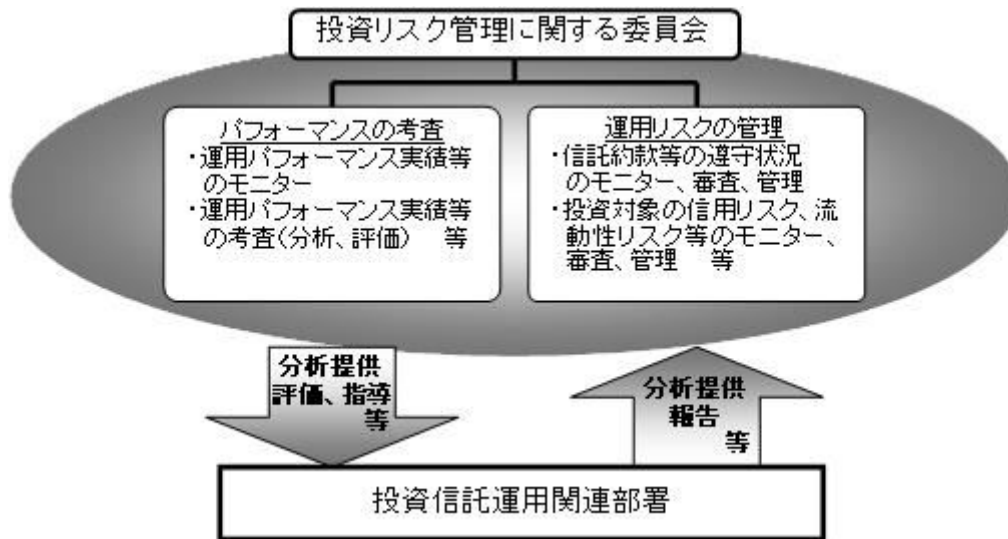 投資リスク管理に関する委員会
パフォーマンスの考査
・運用パフォーマンス実績等
のモニター
・運用パフォーマンス実績等
の考査(分析、評価)　等
運用リスクの管理
・信託約款等の遵守状況
のモニター、審査、管理
・投資対象の信用リスク、流
動性リスク等のモニター、
審査、管理　等
分析提供
評価、指導
等
分析提供
報告
等
投資信託運用関連部署